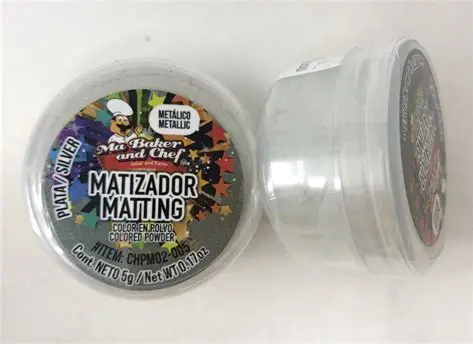 METÁLICO
METALLIC
Ma Baker
and Chef
PLATA/SILVER
MATIZADOR
MATTING
COLOR EN POLVO
COLORED POWDER
#ITEM: CHPM02-005
Cont. NETO 5g / Net WT 0.17oz